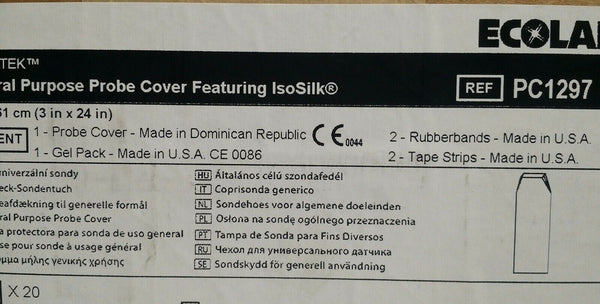 ECOLA
TEK™
ral Purpose Probe Cover Featuring IsoSilk®
REF PC1297
61 cm (3 in x 24 in)
ENT
1 - Probe Cover - Made in Dominican Republic CE 0044
2 - Rubberbands - Made in U.S.A.
1 - Gel Pack - Made in U.S.A. CE 0086
2 - Tape Strips - Made in U.S.A.
niverzální sondy
HU Általános célú szondafedél
eck-Sondentuch
IT Coprisonda generico
eafdækning til generelle formål
NL Sondehoes voor algemene doeleinden
ral Purpose Probe Cover
PL Osłona na sondę ogólnego przeznaczenia
a protectora para sonda de uso general
PT Tampa de Sonda para Fins Diversos
se pour sonde à usage général
RU Чехол для универсального датчика
μμα μήλης γενικής χρήσης
SE Sondskydd för generell användning
X 20